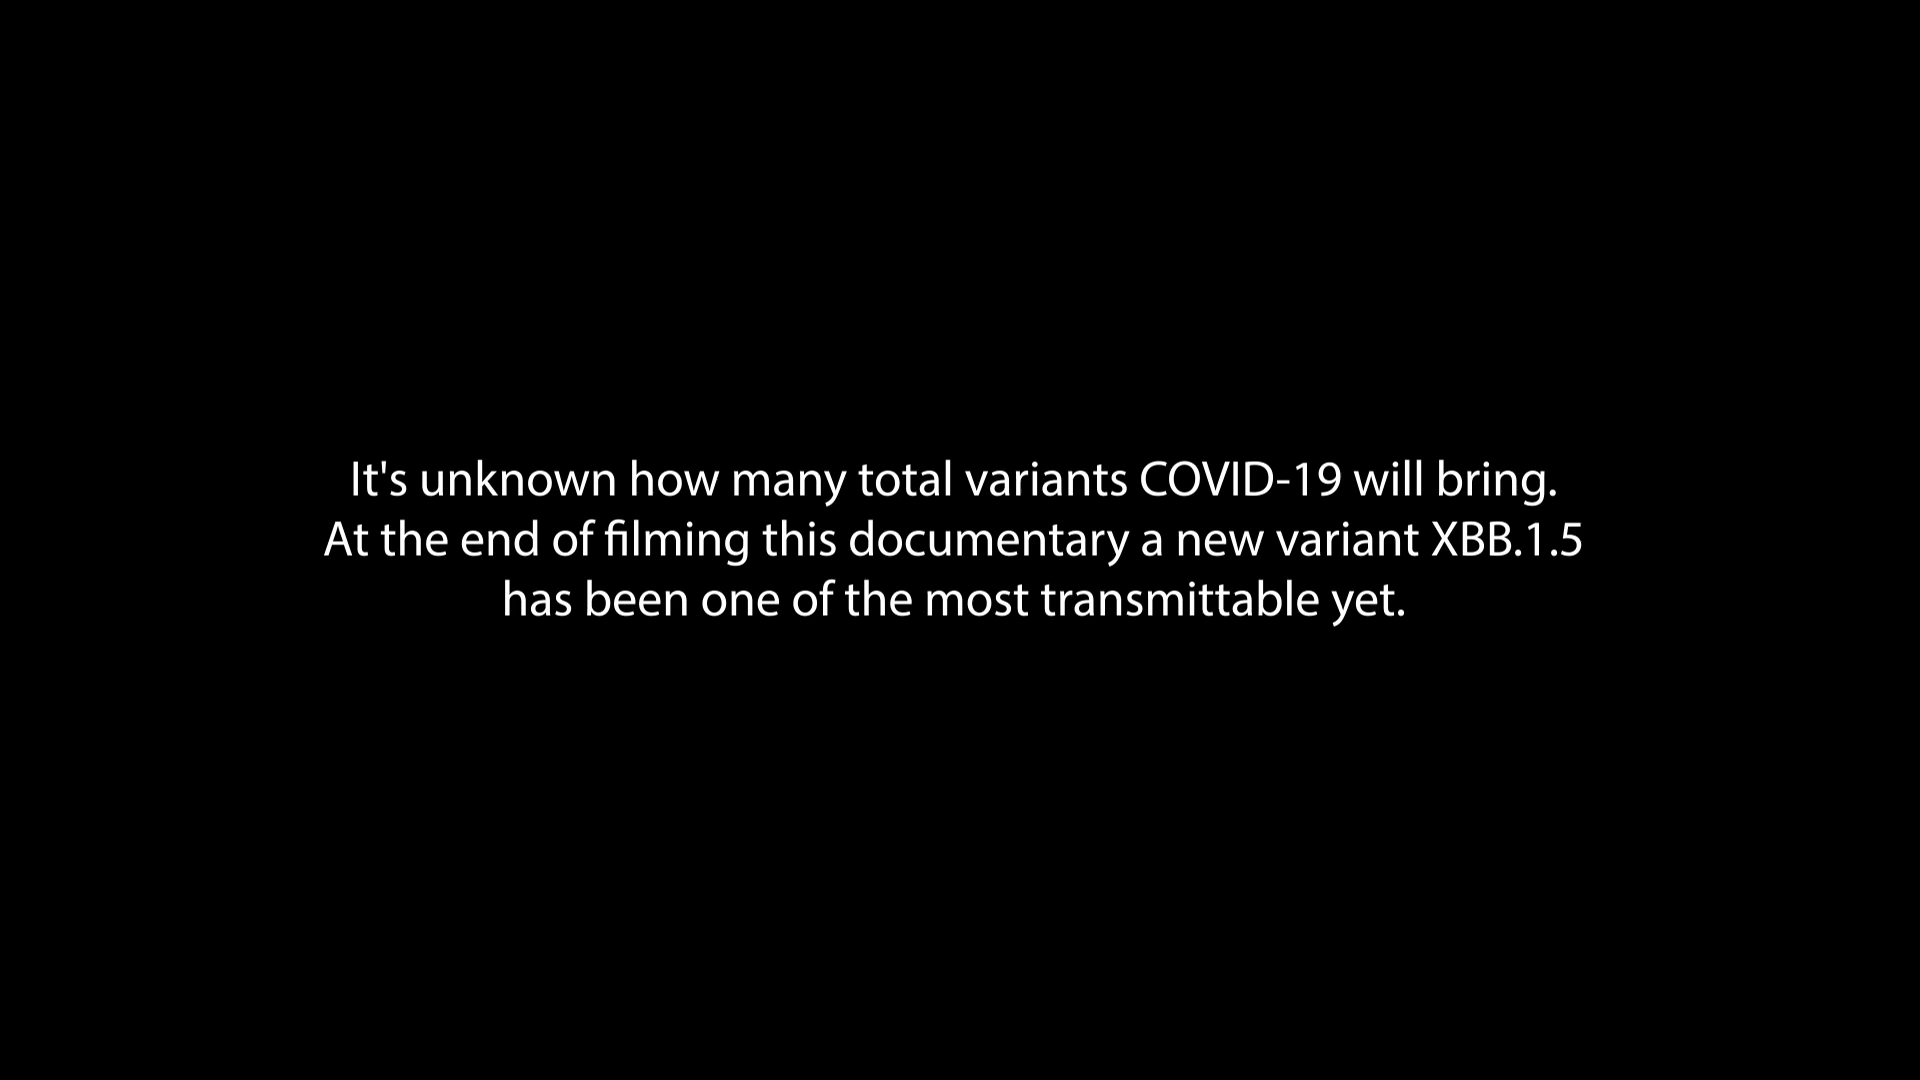 It's unknown how many total variants COVID-19 will bring.
At the end of filming this documentary a new variant XBB.1.5
has been one of the most transmittable yet.